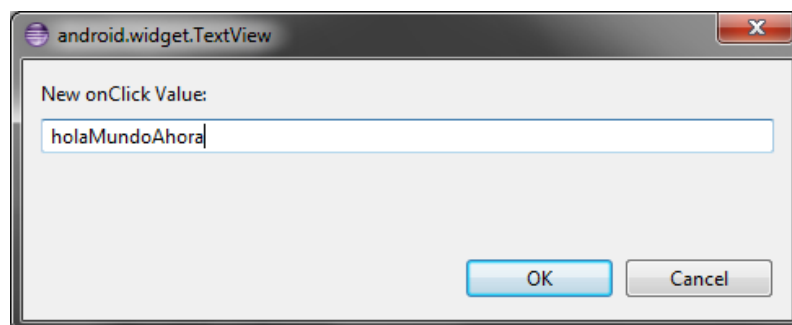 android.widget.TextView
New onClick Value:
holaMundoAhora
OK
Cancel